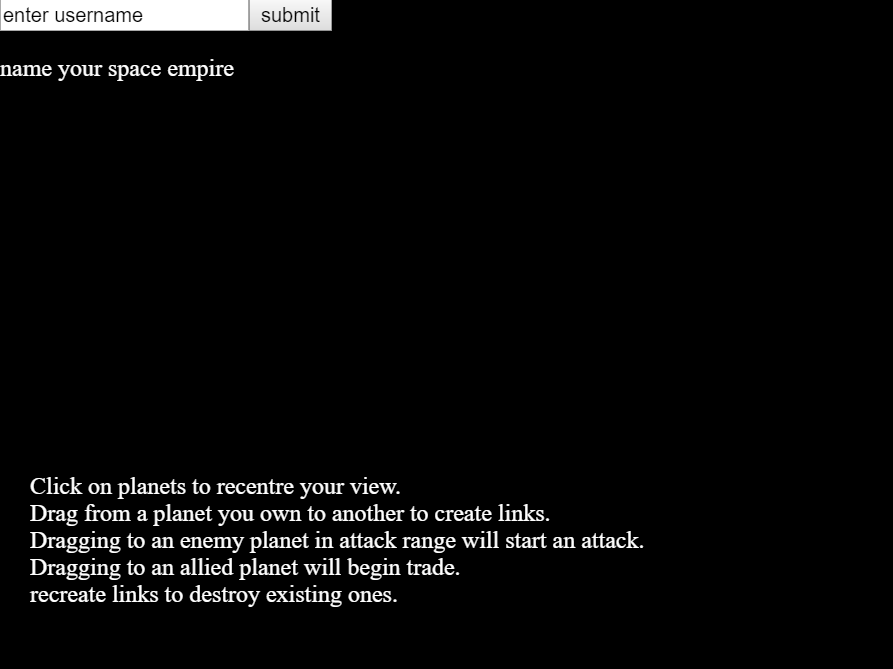 enter username
submit
name your space empire
Click on planets to recentre your view.
Drag from a planet you own to another to create links.
Dragging to an enemy planet in attack range will start an attack.
Dragging to an allied planet will begin trade.
recreate links to destroy existing ones.